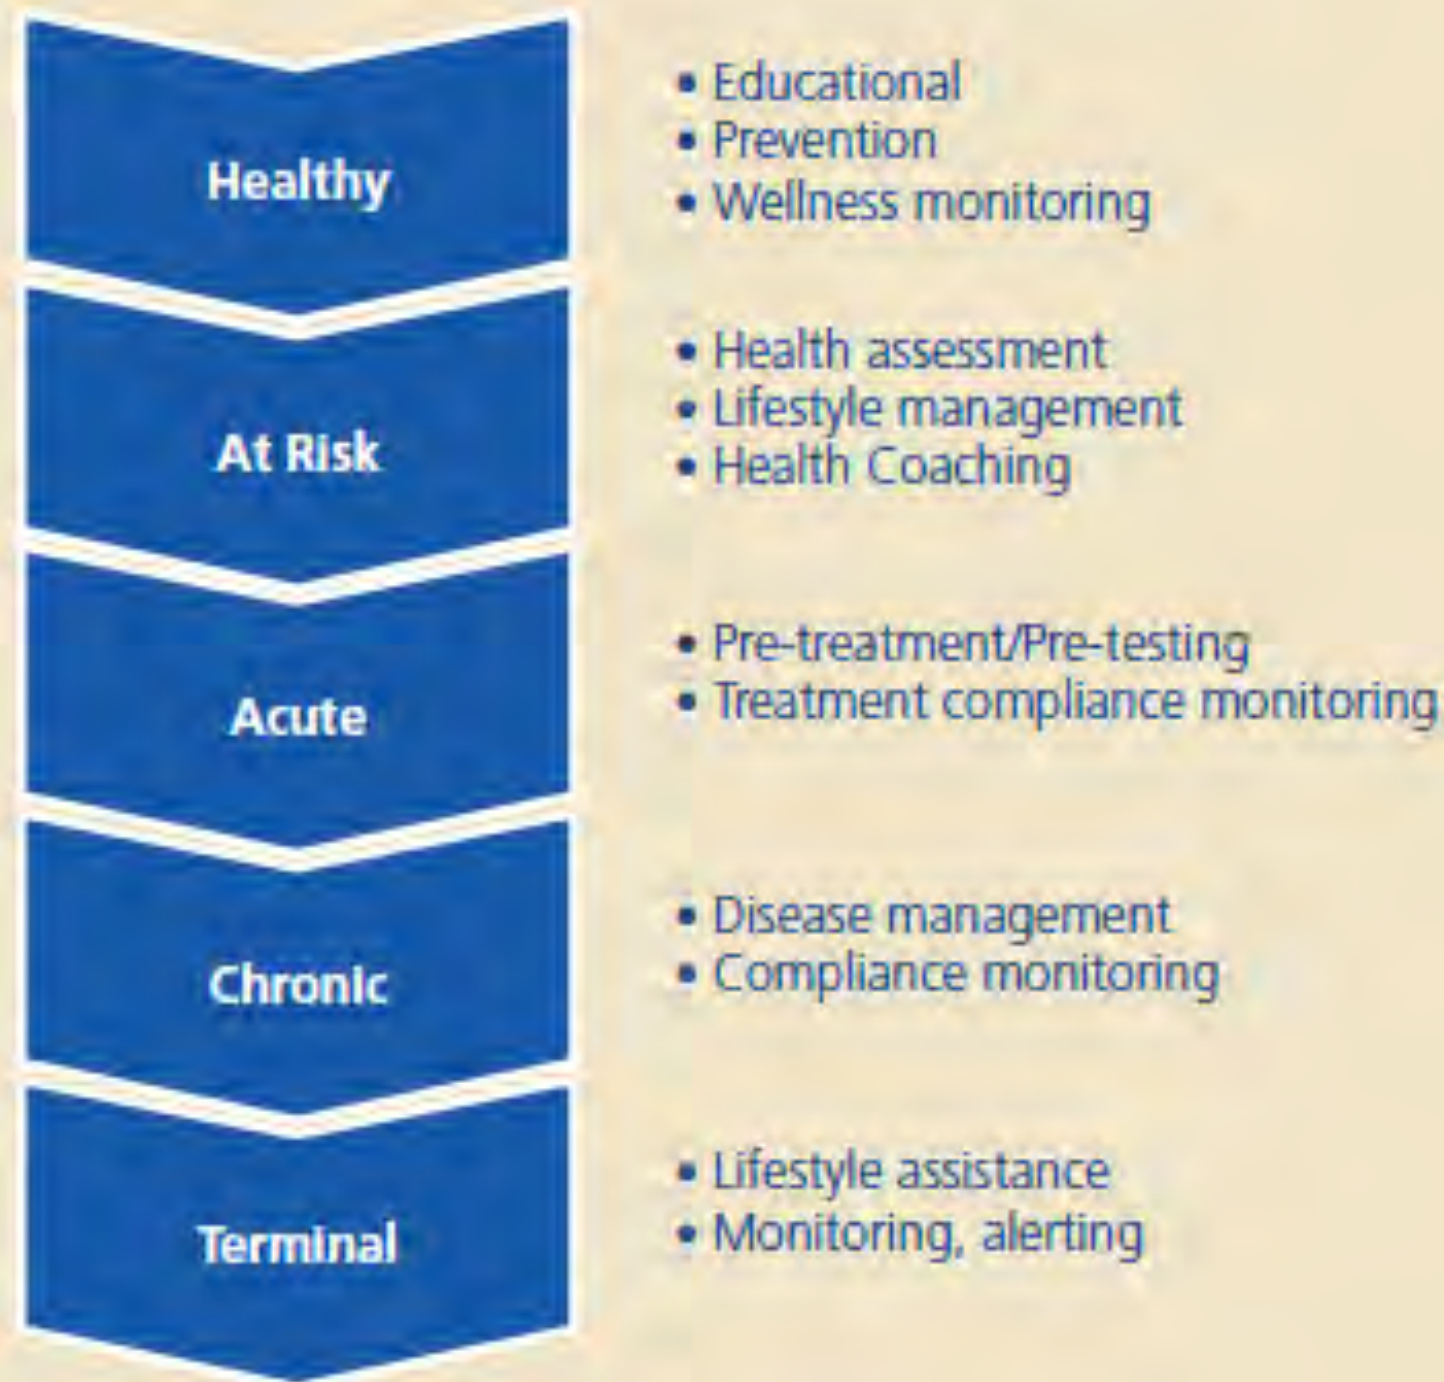 Healthy
• Educational
• Prevention
• Wellness monitoring
At Risk
• Health assessment
• Lifestyle management
• Health Coaching
Acute
• Pre-treatment/Pre-testing
• Treatment compliance monitoring
Chronic
• Disease management
• Compliance monitoring
Terminal
• Lifestyle assistance
• Monitoring, alerting